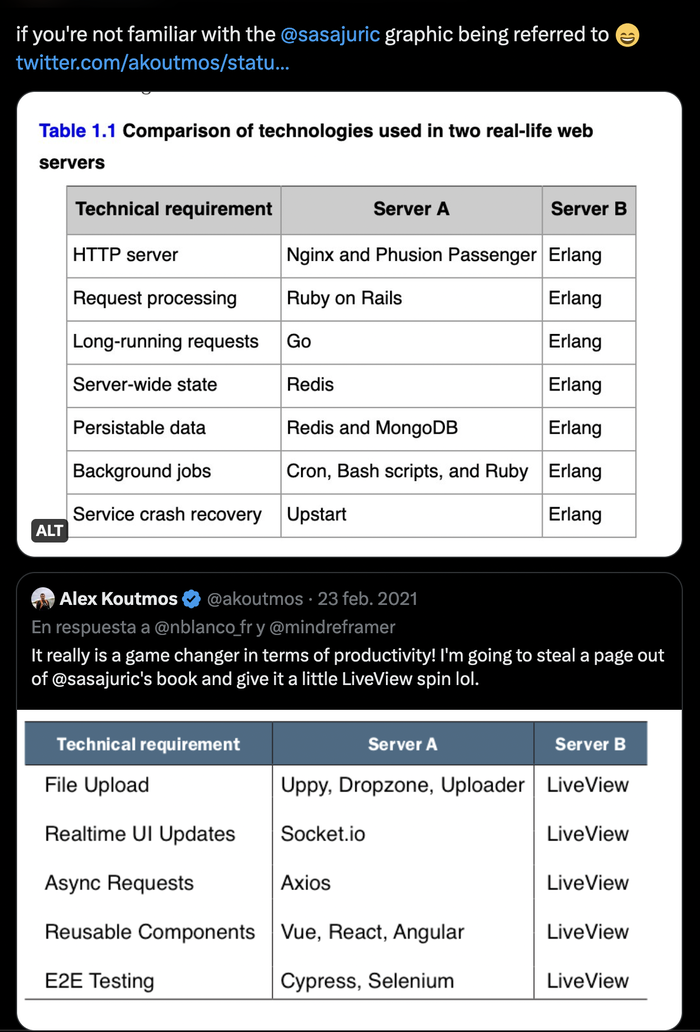 if you're not familiar with the @sasajuric graphic being referred to 😄
twitter.com/akoutmos/statu...
Table 1.1 Comparison of technologies used in two real-life web
servers
Technical requirement Server A Server B
HTTP server Nginx and Phusion Passenger Erlang
Request processing Ruby on Rails Erlang
Long-running requests Go Erlang
Server-wide state Redis Erlang
Persistable data Redis and MongoDB Erlang
Background jobs Cron, Bash scripts, and Ruby Erlang
Service crash recovery Upstart Erlang
ALT
Alex Koutmos @akoutmos · 23 feb. 2021
En respuesta a @nblanco_fr y @mindreframer
It really is a game changer in terms of productivity! I'm going to steal a page out
of @sasajuric's book and give it a little LiveView spin lol.
Technical requirement Server A Server B
File Upload Uppy, Dropzone, Uploader LiveView
Realtime UI Updates Socket.io LiveView
Async Requests Axios LiveView
Reusable Components Vue, React, Angular LiveView
E2E Testing Cypress, Selenium LiveView